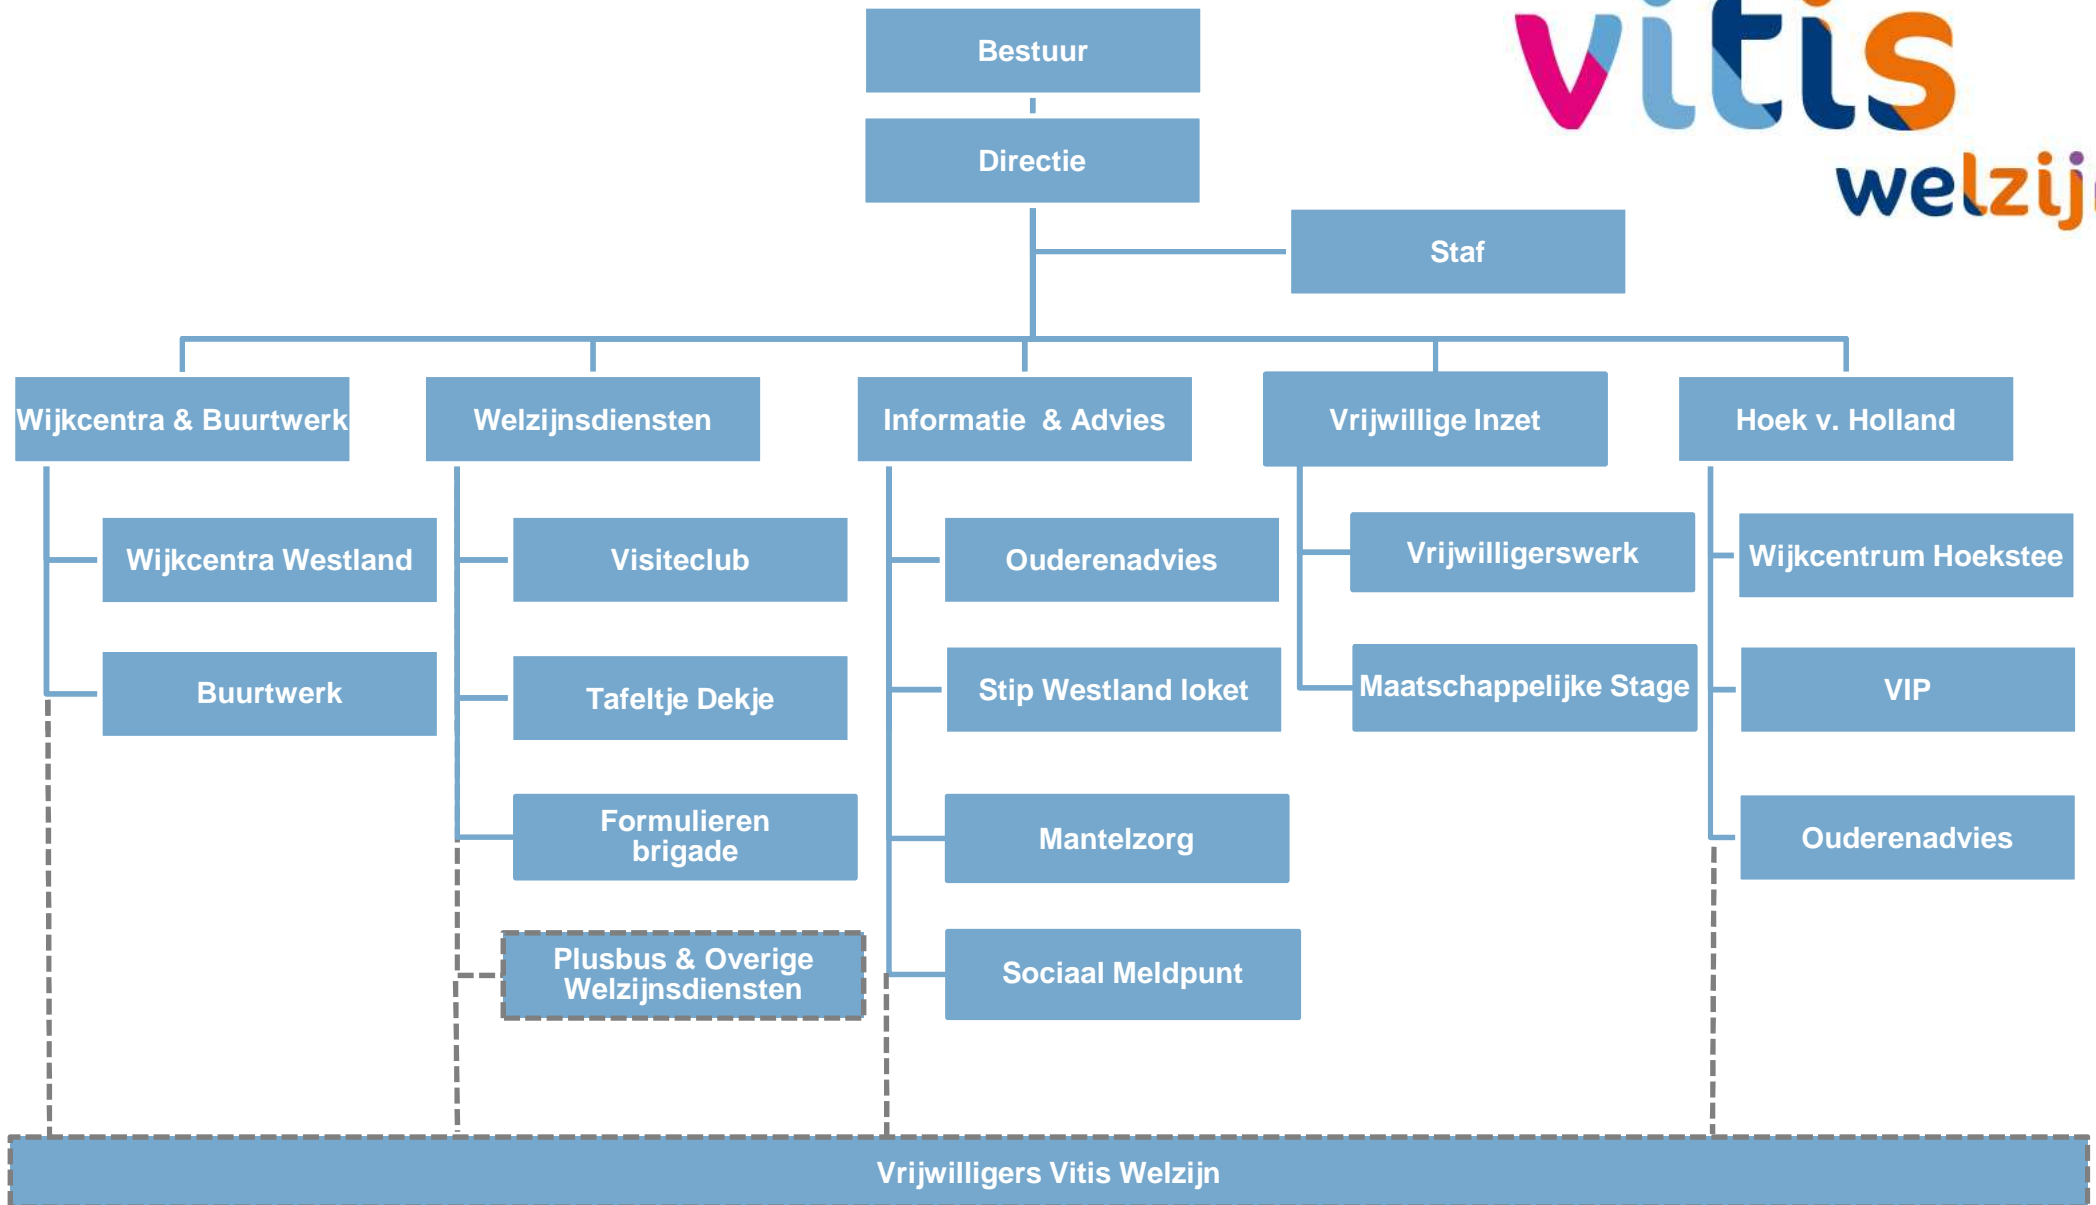 vitis
welzij
Bestuur
Directie
Staf
Wijkcentra & Buurtwerk
Welzijnsdiensten
Informatie & Advies
Vrijwillige Inzet
Hoek v. Holland
Wijkcentra Westland
Visiteclub
Ouderenadvies
Vrijwilligerswerk
Wijkcentrum Hoekstee
Buurtwerk
Tafeltje Dekje
Stip Westland loket
Maatschappelijke Stage
VIP
Formulieren
brigade
Mantelzorg
Ouderenadvies
Plusbus & Overige
Welzijnsdiensten
Sociaal Meldpunt
Vrijwilligers Vitis Welzijn